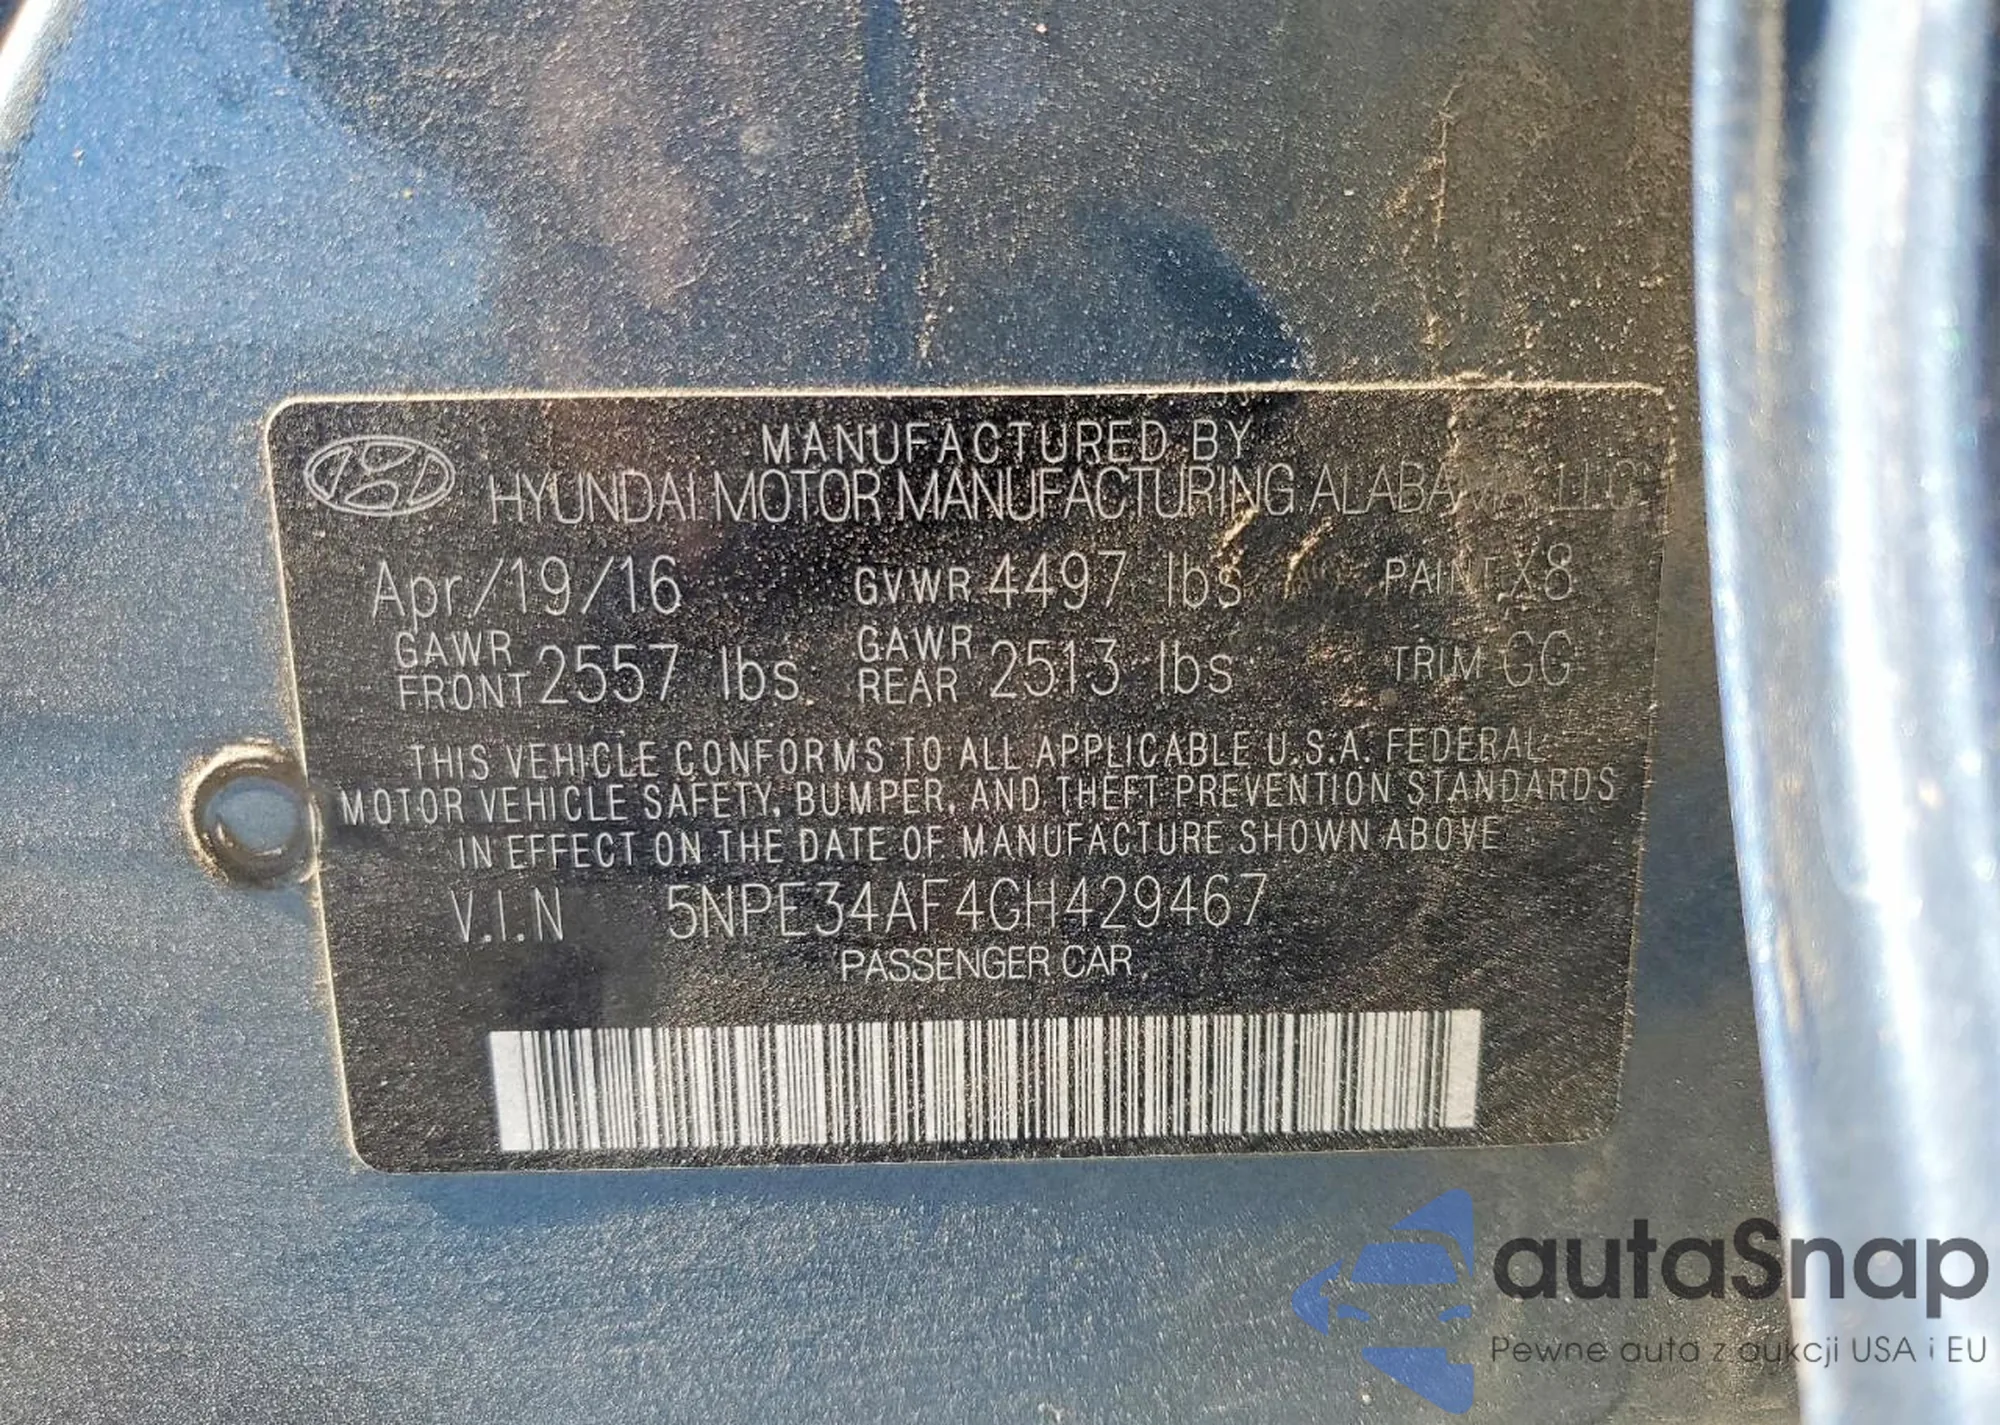 MANUFACTURED BY
HYUNDAI MOTOR MANUFACTURING ALABAMA, LLC
Apr/19/16 GVWR 4497 lbs PAINT X8
GAWR FRONT 2557 lbs GAWR REAR 2513 lbs TRIM GG
THIS VEHICLE CONFORMS TO ALL APPLICABLE U.S.A. FEDERAL
MOTOR VEHICLE SAFETY, BUMPER, AND THEFT PREVENTION STANDARDS
IN EFFECT ON THE DATE OF MANUFACTURE SHOWN ABOVE
V.I.N 5NPE34AF4GH429467
PASSENGER CAR
autaSnap
Pewne auta z aukcji USA i EU